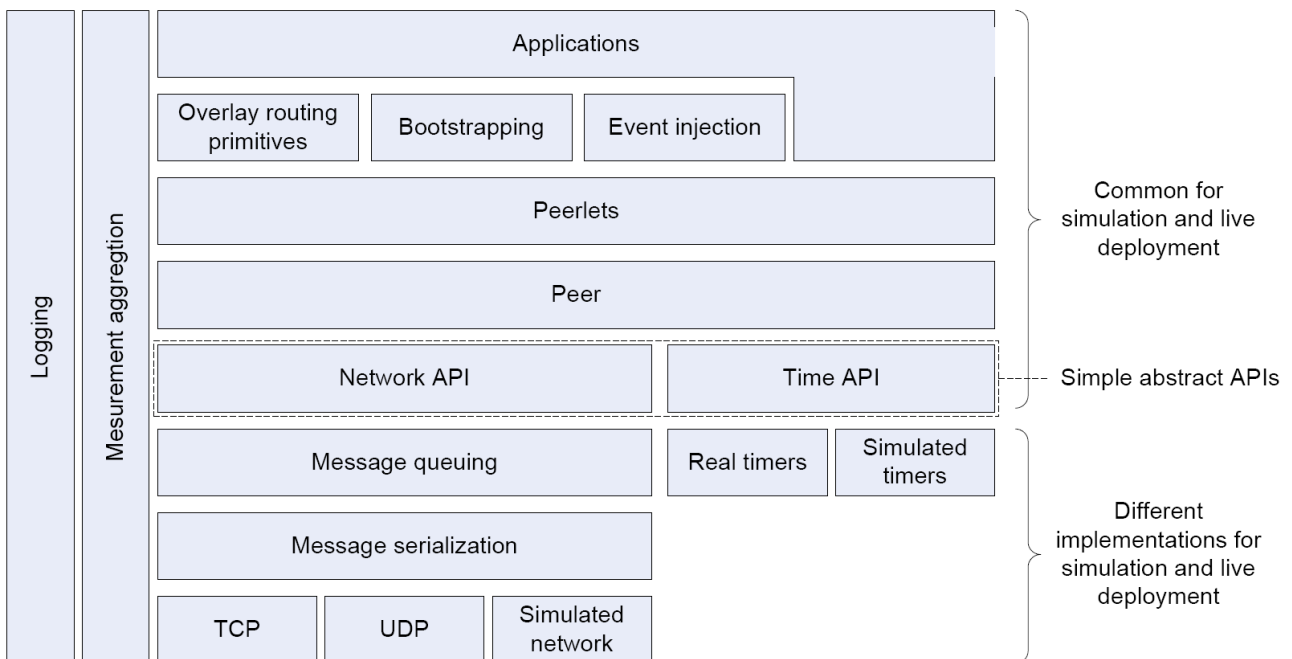 Logging
Mesurement aggregtion
Applications
Overlay routing
primitives
Bootstrapping
Event injection
Peerlets
Peer
Network API
Time API
Message queuing
Real timers
Simulated
timers
Message serialization
TCP
UDP
Simulated
network
Common for
simulation and live
deployment
Simple abstract APIs
Different
implementations for
simulation and live
deployment